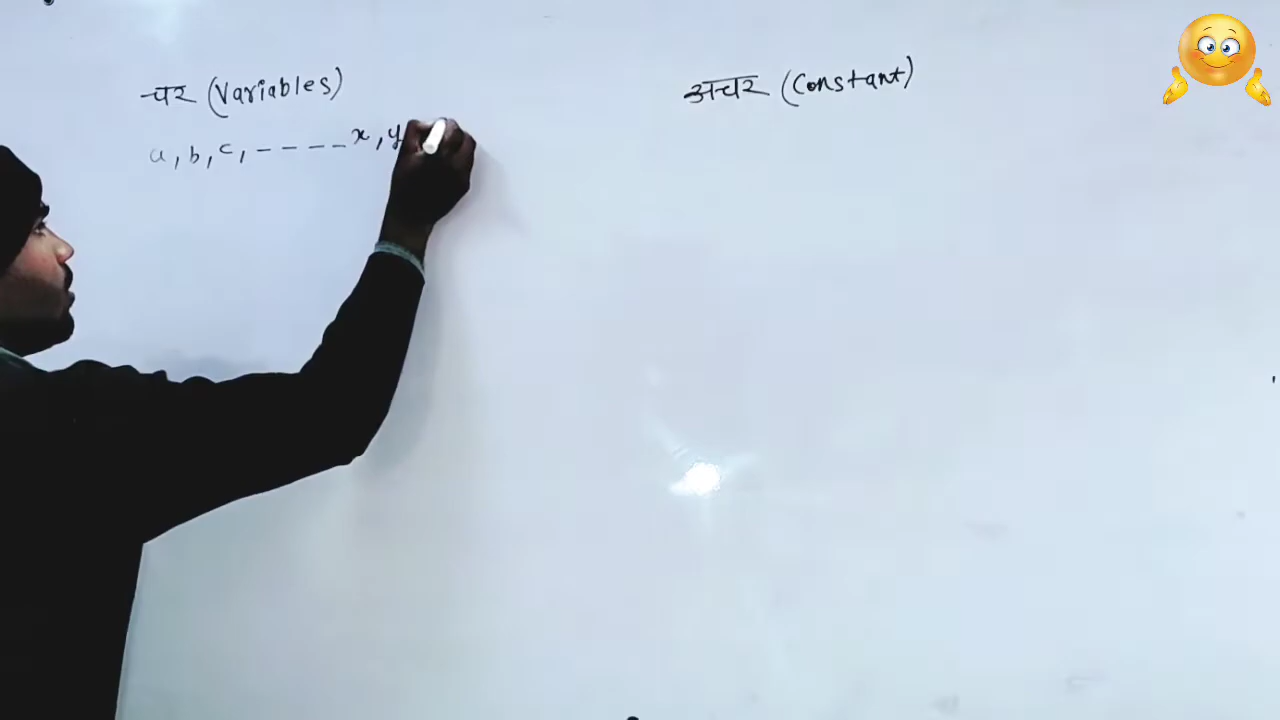 चर (Variables)
अचर (Constant)
a, b, c, - - - - x, y